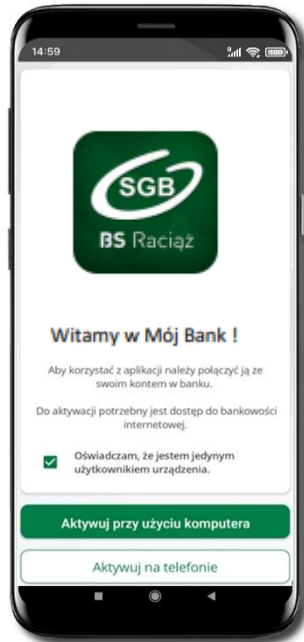 14:59
SGB
BS Raciąż
Witamy w Mój Bank !
Aby korzystać z aplikacji należy połączyć ją ze
swoim kontem w banku.
Do aktywacji potrzebny jest dostęp do bankowości
internetowej.
Oświadczam, że jestem jedynym
użytkownikiem urządzenia.
Aktywuj przy użyciu komputera
Aktywuj na telefonie